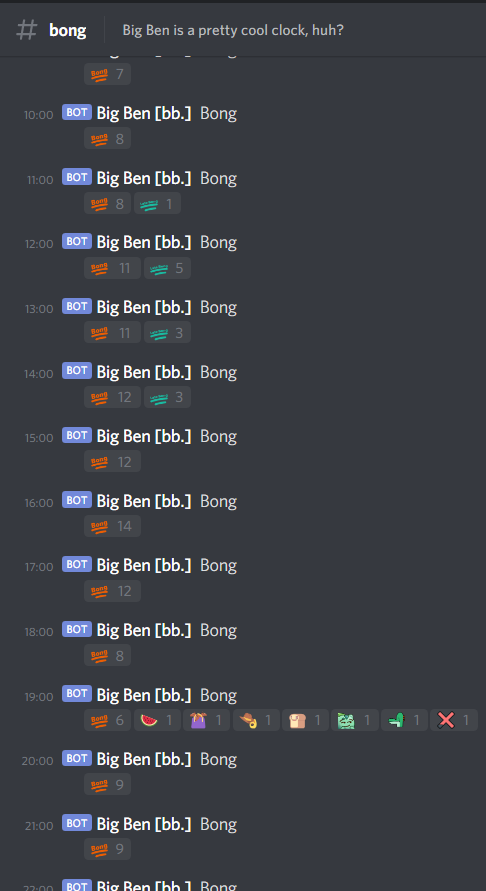 # bong Big Ben is a pretty cool clock, huh?
Bong 7
10:00 BOT Big Ben [bb.] Bong
Bong 8
11:00 BOT Big Ben [bb.] Bong
Bong 8 1
12:00 BOT Big Ben [bb.] Bong
Bong 11 5
13:00 BOT Big Ben [bb.] Bong
Bong 11 3
14:00 BOT Big Ben [bb.] Bong
Bong 12 3
15:00 BOT Big Ben [bb.] Bong
Bong 12
16:00 BOT Big Ben [bb.] Bong
Bong 14
17:00 BOT Big Ben [bb.] Bong
Bong 12
18:00 BOT Big Ben [bb.] Bong
Bong 8
19:00 BOT Big Ben [bb.] Bong
Bong 6 1 1 1 1 1 1 1
20:00 BOT Big Ben [bb.] Bong
Bong 9
21:00 BOT Big Ben [bb.] Bong
Bong 9
22:00 BOT Big Ben [bb.] Bong